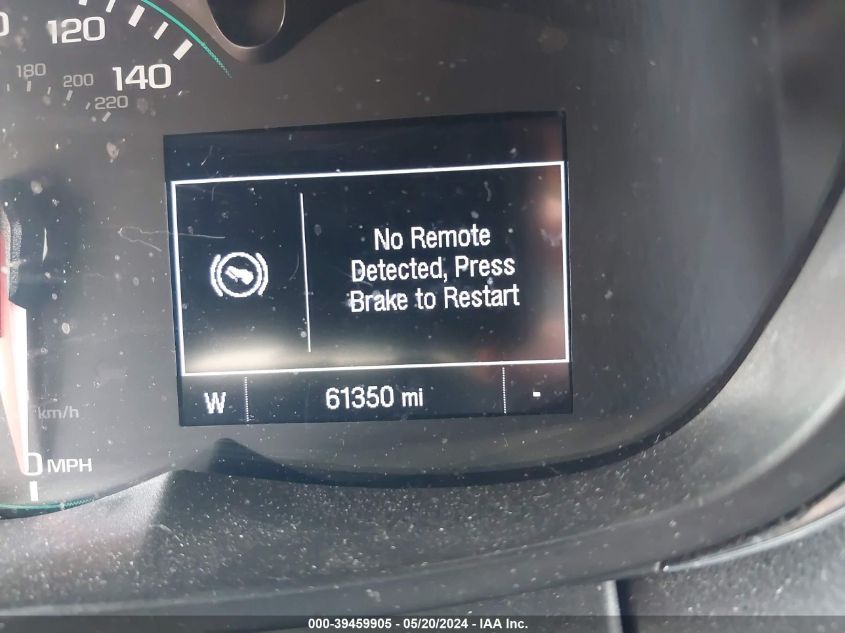 120
140
180
200
220
No Remote
Detected, Press
Brake to Restart
W 61350 mi -
km/h
0 MPH
000-39459905 - 05/20/2024 - IAA Inc.